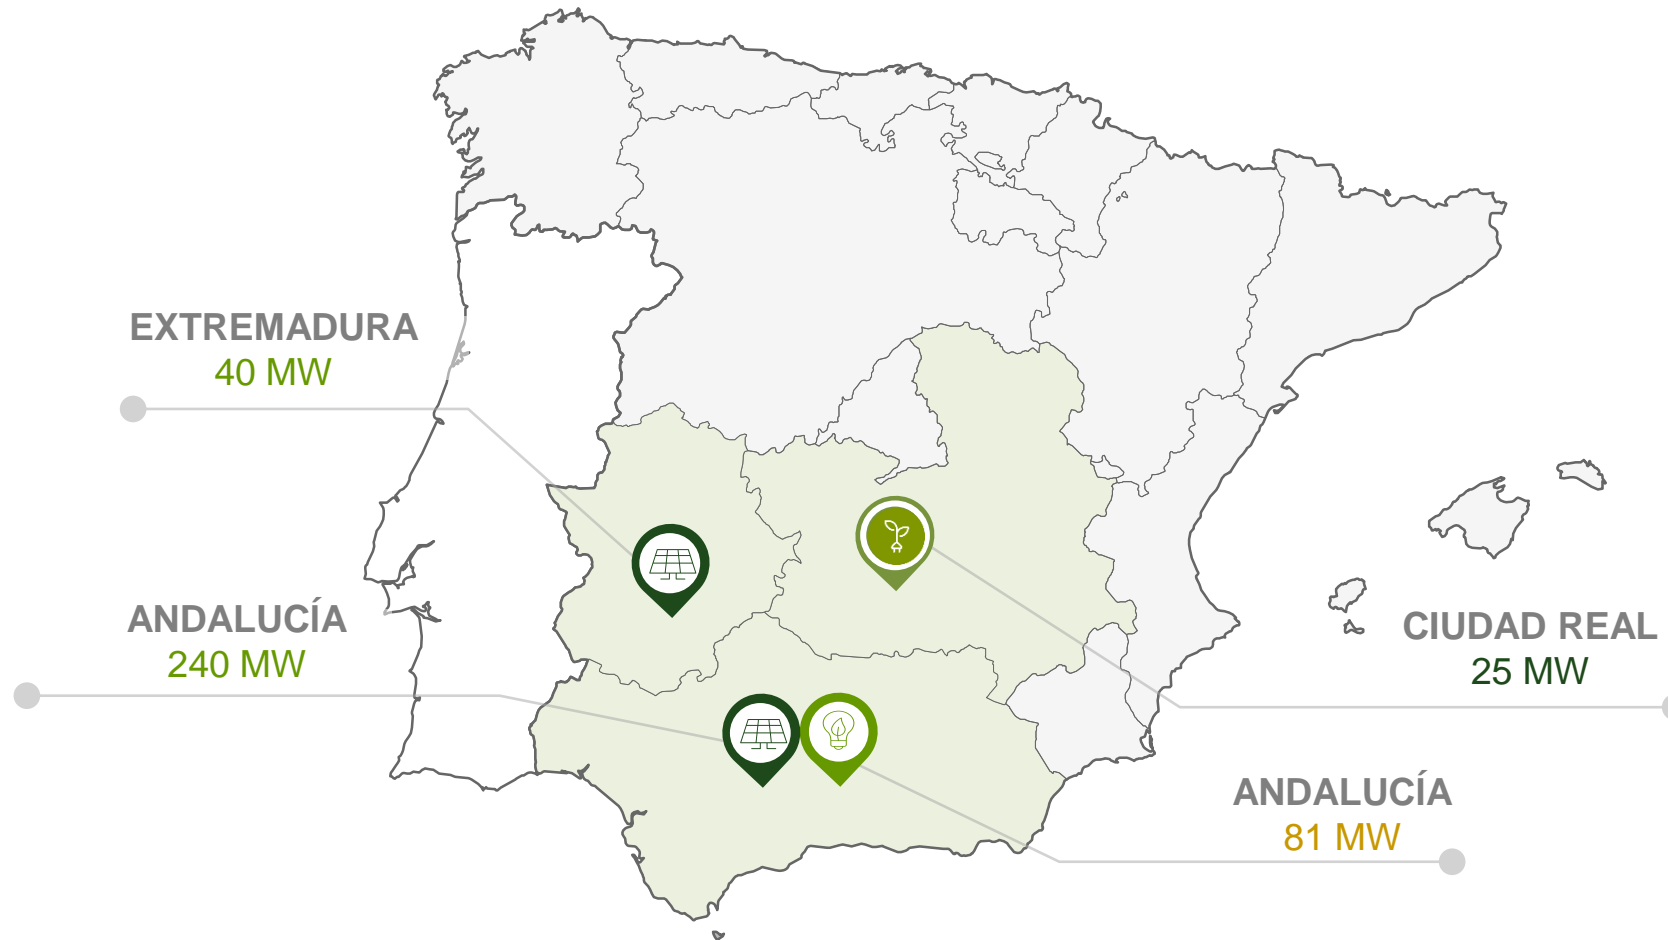 EXTREMADURA
40 MW
ANDALUCÍA
240 MW
CIUDAD REAL
25 MW
ANDALUCÍA
81 MW